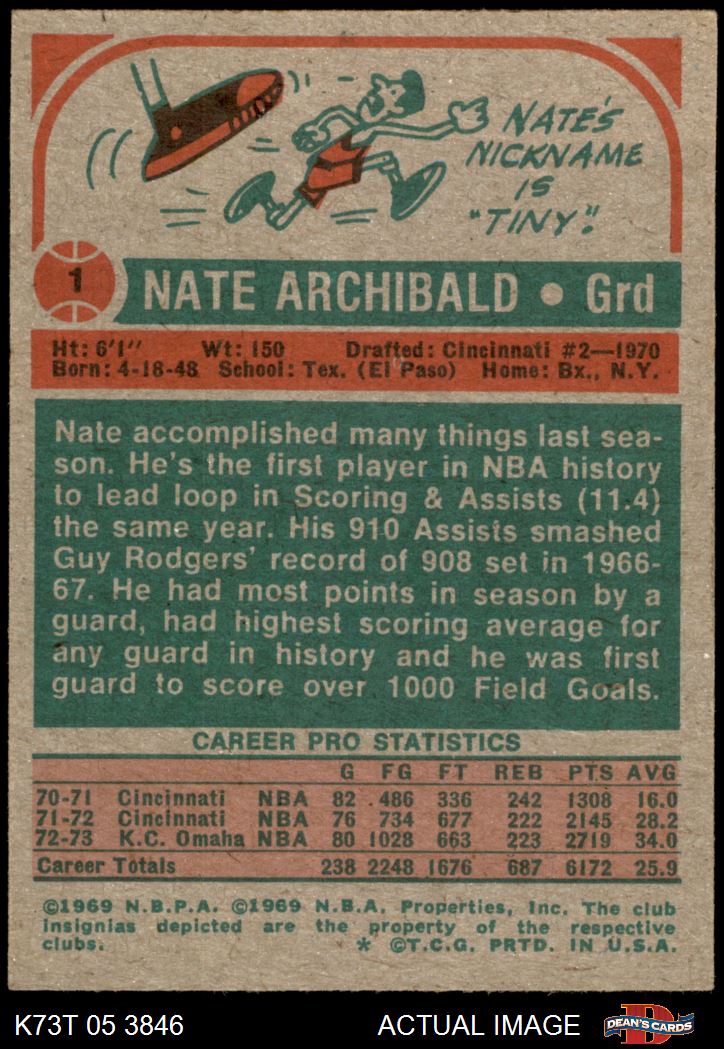 NATE'S
NICKNAME
IS
"TINY".
1
NATE ARCHIBALD • Grd
Ht: 6'1" Wt: 150 Drafted: Cincinnati #2—1970
Born: 4-18-48 School: Tex. (El Paso) Home: Bx., N.Y.
Nate accomplished many things last sea-
son. He's the first player in NBA history
to lead loop in Scoring & Assists (11.4)
the same year. His 910 Assists smashed
Guy Rodgers' record of 908 set in 1966-
67. He had most points in season by a
guard, had highest scoring average for
any guard in history and he was first
guard to score over 1000 Field Goals.
CAREER PRO STATISTICS
G FG FT REB PTS AVG
70-71 Cincinnati NBA 82 486 336 242 1308 16.0
71-72 Cincinnati NBA 76 734 677 222 2145 28.2
72-73 K.C. Omaha NBA 80 1028 663 223 2719 34.0
Career Totals 238 2248 1676 687 6172 25.9
©1969 N.B.P.A. ©1969 N.B.A. Properties, Inc. The club
insignias depicted are the property of the respective
clubs. * ©T.C.G. PRTD. IN U.S.A.
K73T 05 3846 ACTUAL IMAGE D DEAN'S CARDS